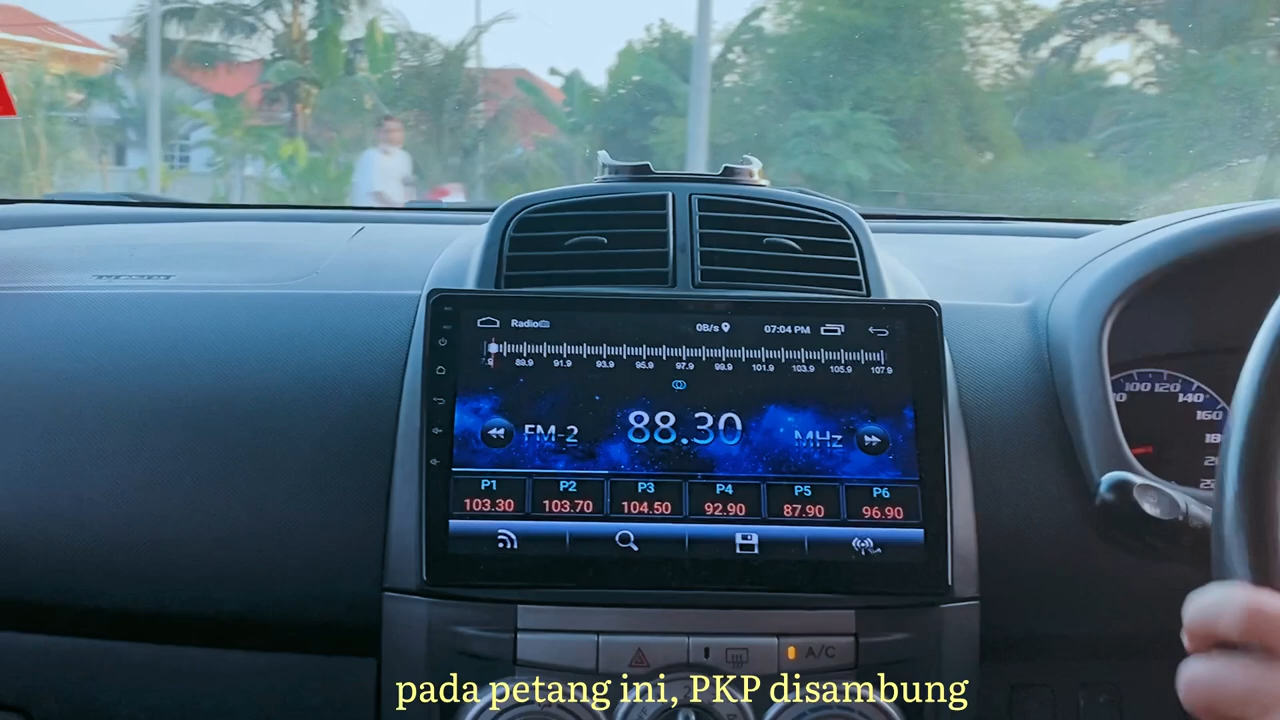 Radio
0B/s
07:04 PM
89.9 91.9 93.9 95.9 97.9 99.9 101.9 103.9 105.9 107.9
FM-2
88.30
MHz
P1 P2 P3 P4 P5 P6
103.30 103.70 104.50 92.90 87.90 96.90
100 120 140 160
A/C
pada petang ini, PKP disambung